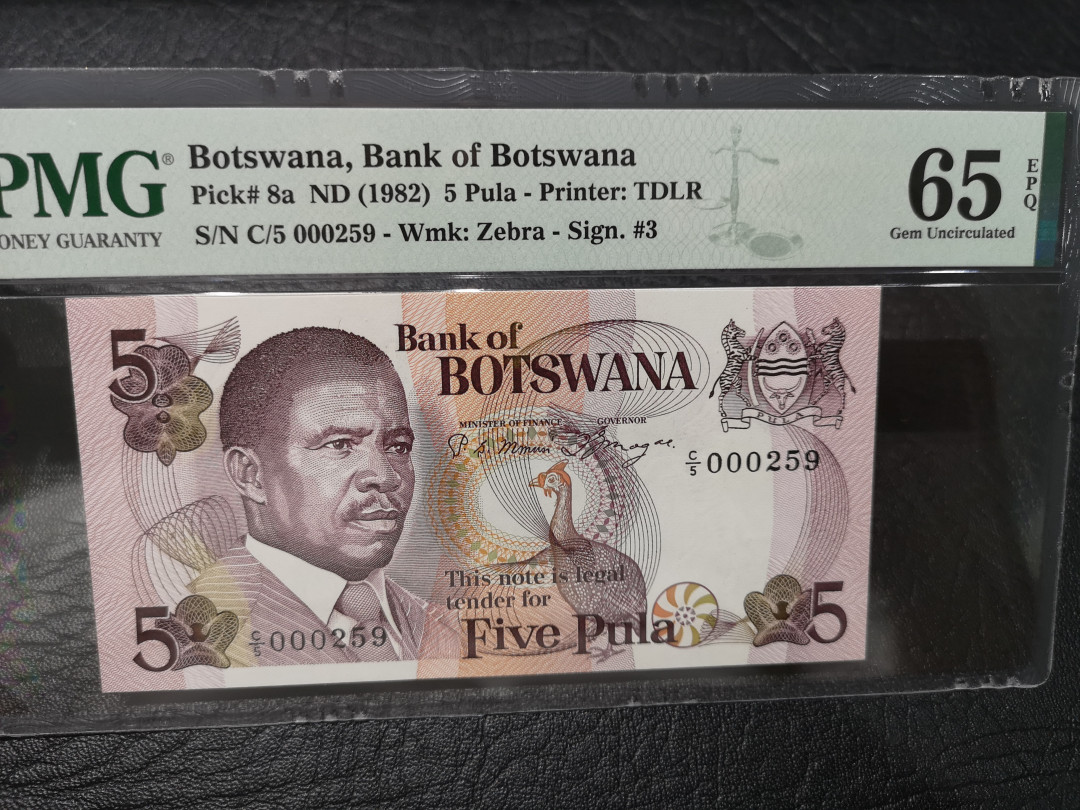 PMG®
ONEY GUARANTY
Botswana, Bank of Botswana
Pick# 8a ND (1982) 5 Pula - Printer: TDLR
S/N C/5 000259 - Wmk: Zebra - Sign. #3
65
EPQ
Gem Uncirculated
5
Bank of
BOTSWANA
MINISTER OF FINANCE GOVERNOR
C/5 000259
PULA
This note is legal
tender for
Five Pula
5
C/5 000259
5